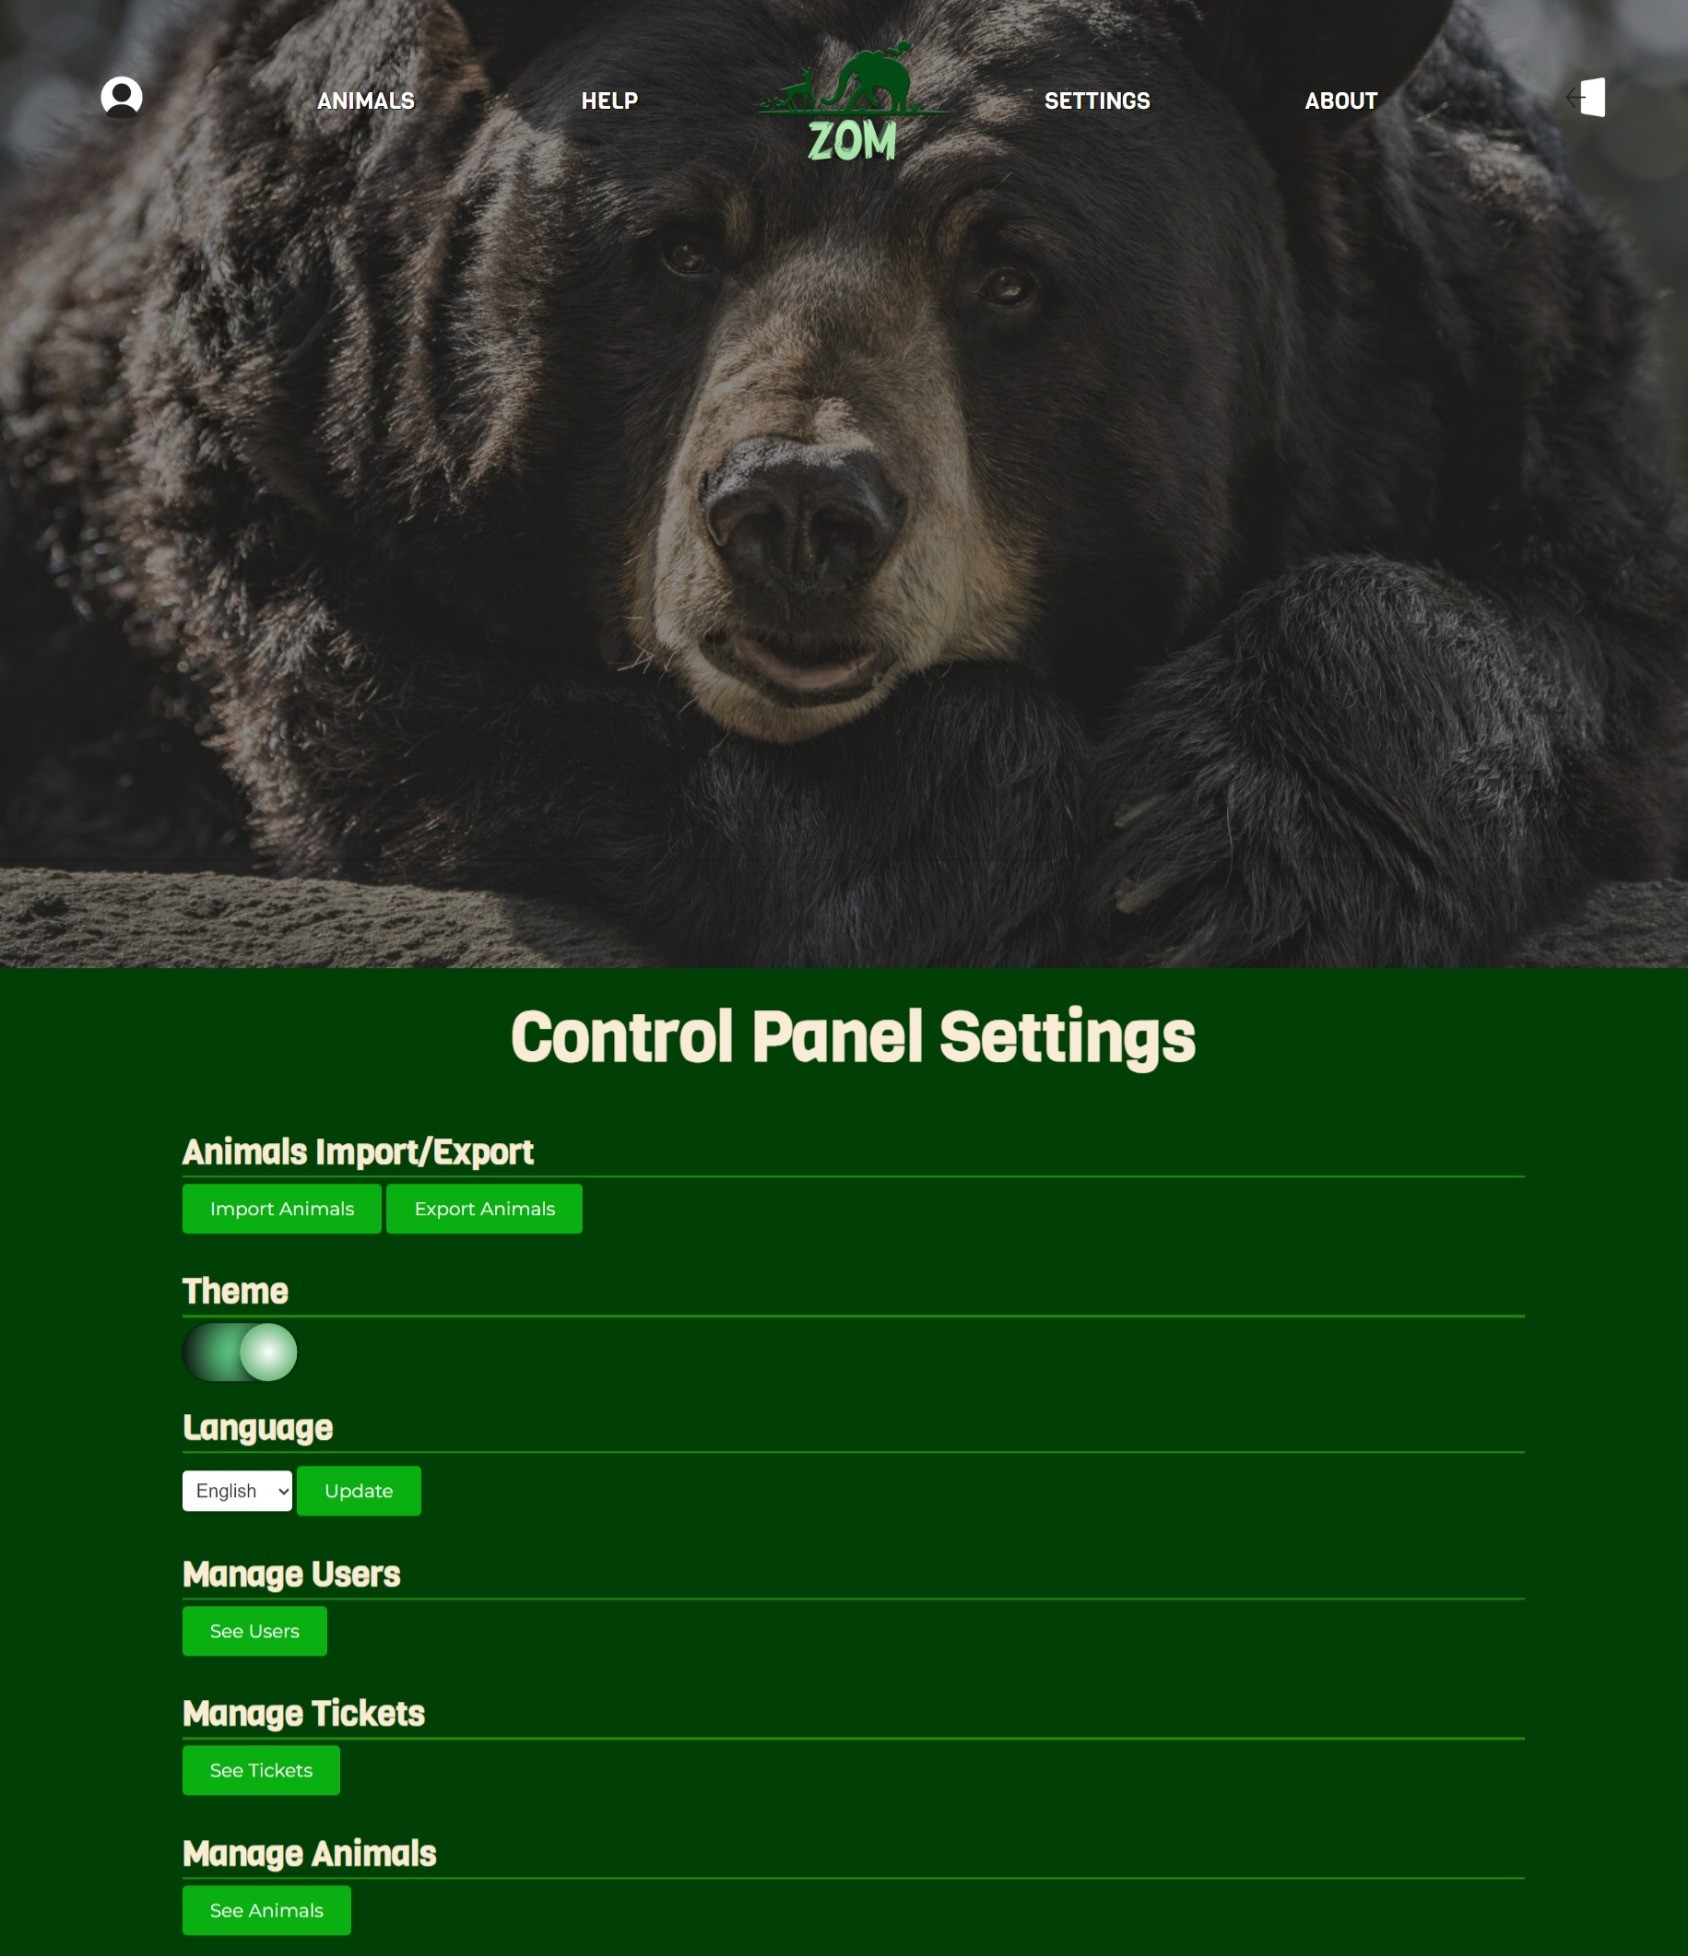 ANIMALS HELP ZOM SETTINGS ABOUT
Control Panel Settings
Animals Import/Export
Import Animals Export Animals
Theme
Language
English Update
Manage Users
See Users
Manage Tickets
See Tickets
Manage Animals
See Animals